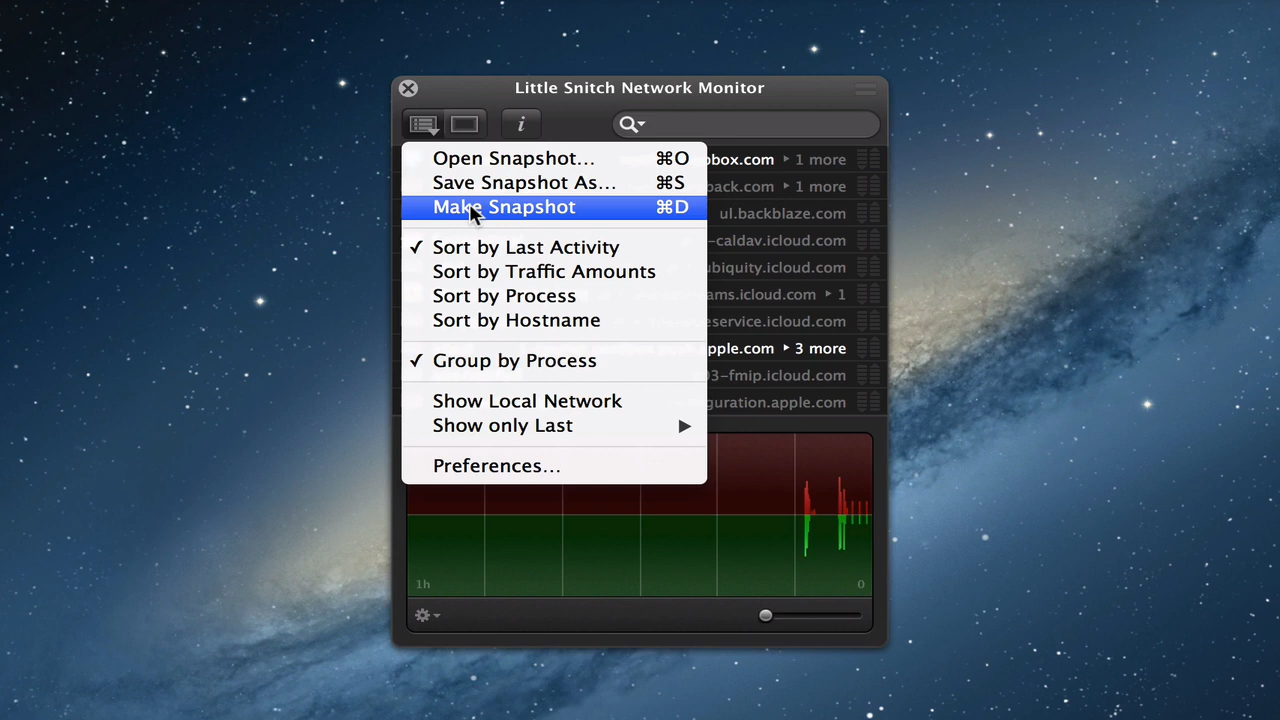 Little Snitch Network Monitor
i
Open Snapshot... ⌘O
Save Snapshot As... ⌘S
Make Snapshot ⌘D
✓ Sort by Last Activity
Sort by Traffic Amounts
Sort by Process
Sort by Hostname
✓ Group by Process
Show Local Network
Show only Last ▶
Preferences...
box.com ▸ 1 more
back.com ▸ 1 more
ul.backblaze.com
-caldav.icloud.com
ubiquity.icloud.com
ams.icloud.com ▸ 1
eservice.icloud.com
apple.com ▸ 3 more
03-fmip.icloud.com
guration.apple.com
1h 0